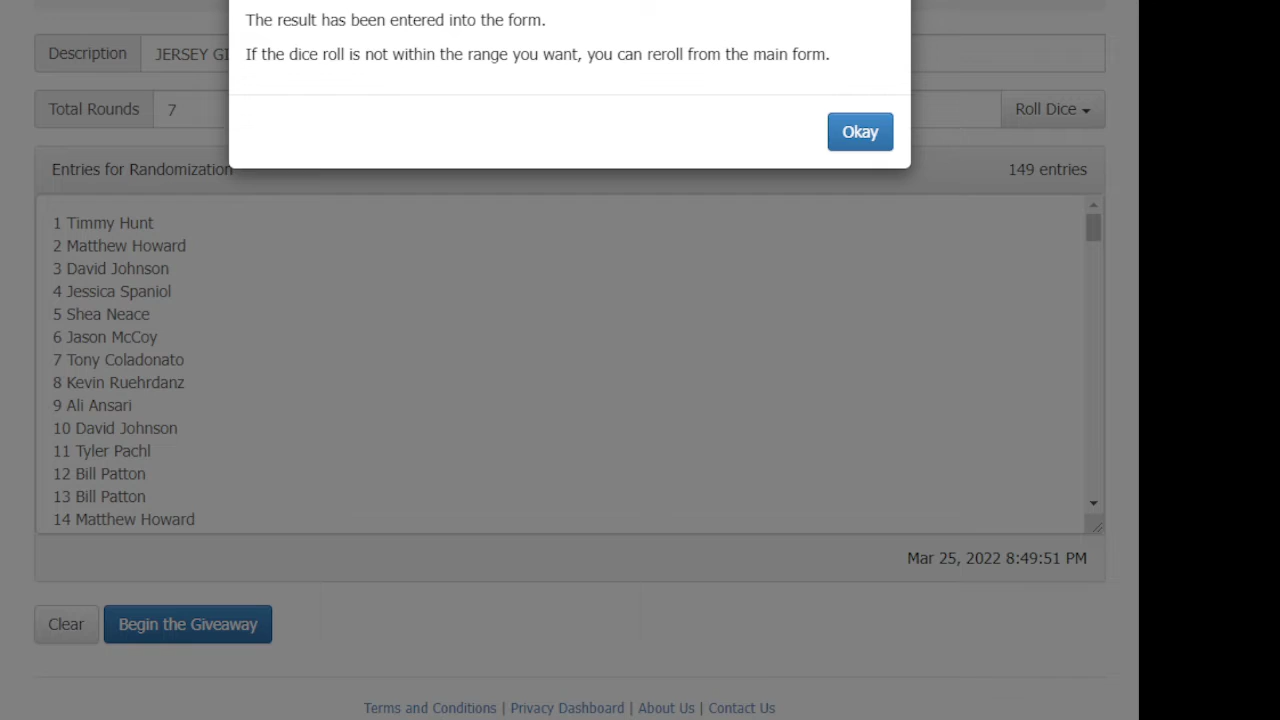 The result has been entered into the form.
If the dice roll is not within the range you want, you can reroll from the main form.
Description JERSEY GI
Total Rounds 7 Roll Dice
Okay
Entries for Randomization 149 entries
1 Timmy Hunt
2 Matthew Howard
3 David Johnson
4 Jessica Spaniol
5 Shea Neace
6 Jason McCoy
7 Tony Coladonato
8 Kevin Ruehrdanz
9 Ali Ansari
10 David Johnson
11 Tyler Pachl
12 Bill Patton
13 Bill Patton
14 Matthew Howard
Mar 25, 2022 8:49:51 PM
Clear Begin the Giveaway
Terms and Conditions | Privacy Dashboard | About Us | Contact Us